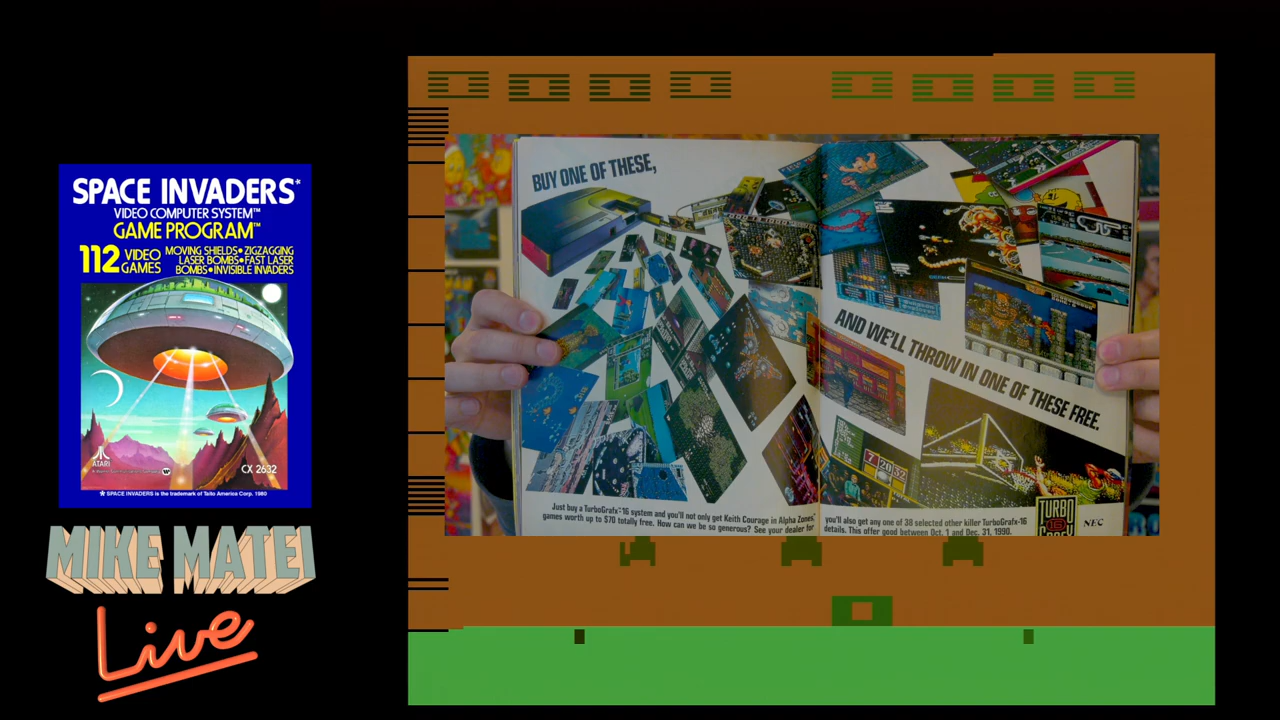 SPACE INVADERS*
VIDEO COMPUTER SYSTEM™
GAME PROGRAM™
112 VIDEO GAMES
MOVING SHIELDS • ZIGZAGGING
LASER BOMBS • FAST LASER
BOMBS • INVISIBLE INVADERS
ATARI
CX 2632
* SPACE INVADERS is the trademark of Taito America Corp. 1980
MIKE MATEI
Live
BUY ONE OF THESE,
AND WE'LL THROW IN ONE OF THESE FREE.
Just buy a TurboGrafx™-16 system and you'll not only get Keith Courage in Alpha Zones,™
games worth up to $70 totally free. How can we be so generous? See your dealer for
you'll also get any one of 38 selected other killer TurboGrafx-16
details. This offer good between Oct. 1 and Dec. 31, 1990.
TURBO
16
NEC